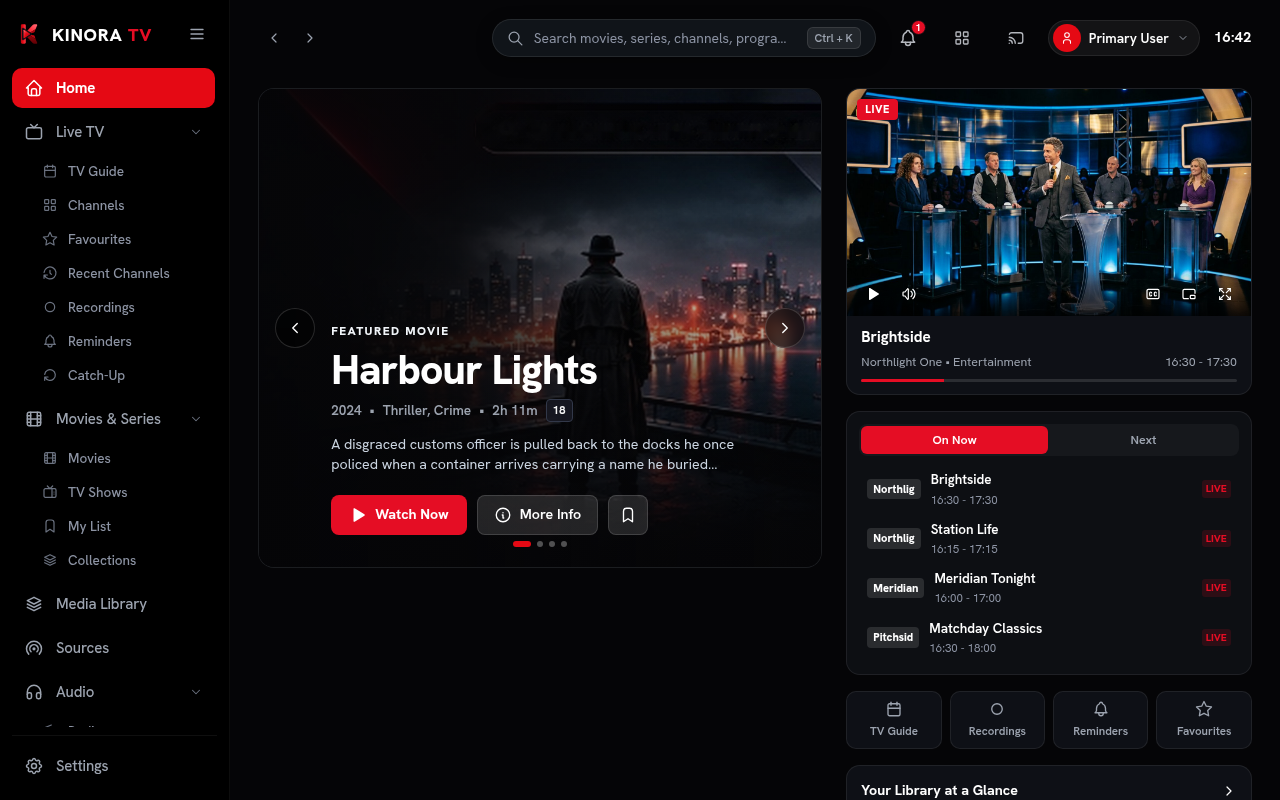 KINORA TV
Home
Live TV
TV Guide
Channels
Favourites
Recent Channels
Recordings
Reminders
Catch-Up
Movies & Series
Movies
TV Shows
My List
Collections
Media Library
Sources
Audio
Settings
Search movies, series, channels, progra...
Ctrl + K
1
Primary User
16:42
FEATURED MOVIE
Harbour Lights
2024 • Thriller, Crime • 2h 11m 18
A disgraced customs officer is pulled back to the docks he once
policed when a container arrives carrying a name he buried...
Watch Now
More Info
LIVE
Brightside
Northlight One • Entertainment 16:30 - 17:30
On Now Next
Northlig Brightside LIVE
16:30 - 17:30
Northlig Station Life LIVE
16:15 - 17:15
Meridian Meridian Tonight LIVE
16:00 - 17:00
Pitchsid Matchday Classics LIVE
16:30 - 18:00
TV Guide Recordings Reminders Favourites
Your Library at a Glance